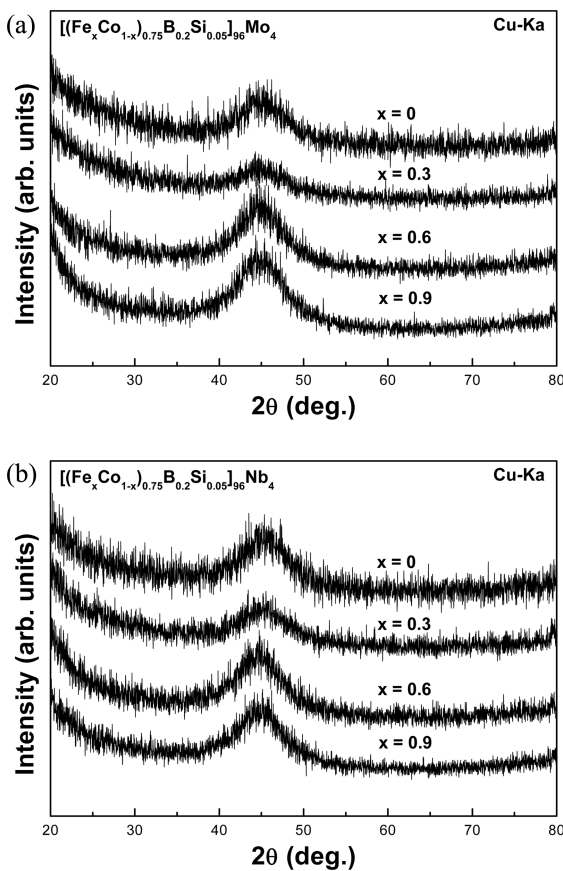 (a)
[(FeₓCo₁₋ₓ)₀.₇₅B₀.₂Si₀.₀₅]₉₆Mo₄ Cu-Ka
x = 0
x = 0.3
x = 0.6
x = 0.9
Intensity (arb. units)
20 30 40 50 60 70 80
2θ (deg.)
(b)
[(FeₓCo₁₋ₓ)₀.₇₅B₀.₂Si₀.₀₅]₉₆Nb₄ Cu-Ka
x = 0
x = 0.3
x = 0.6
x = 0.9
Intensity (arb. units)
20 30 40 50 60 70 80
2θ (deg.)